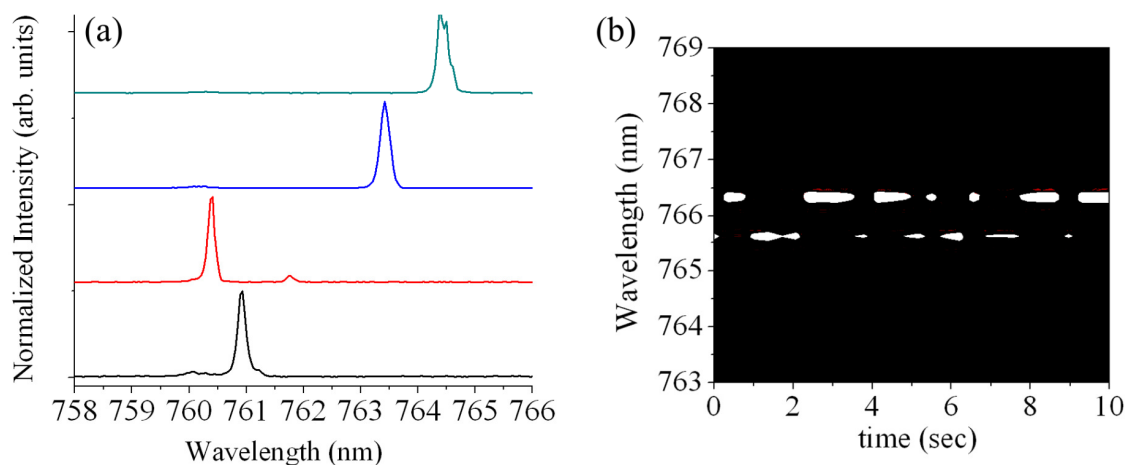 (a)
Normalized Intensity (arb. units)
758 759 760 761 762 763 764 765 766
Wavelength (nm)
(b)
Wavelength (nm)
769
768
767
766
765
764
763
0 2 4 6 8 10
time (sec)